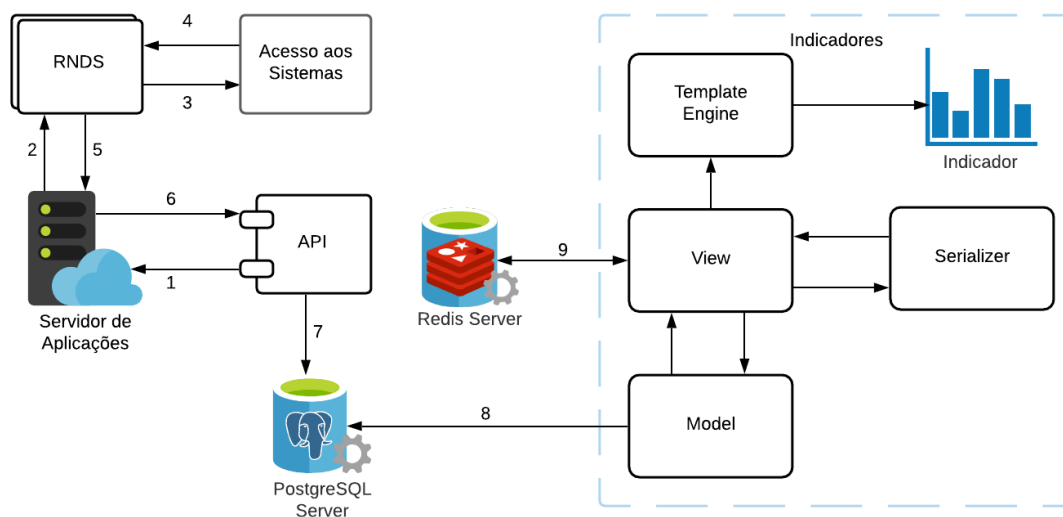 4
RNDS
Acesso aos
Sistemas
3
2
5
6
API
1
Servidor de
Aplicações
7
PostgreSQL
Server
8
Redis Server
9
Indicadores
Template
Engine
Indicador
View
Serializer
Model